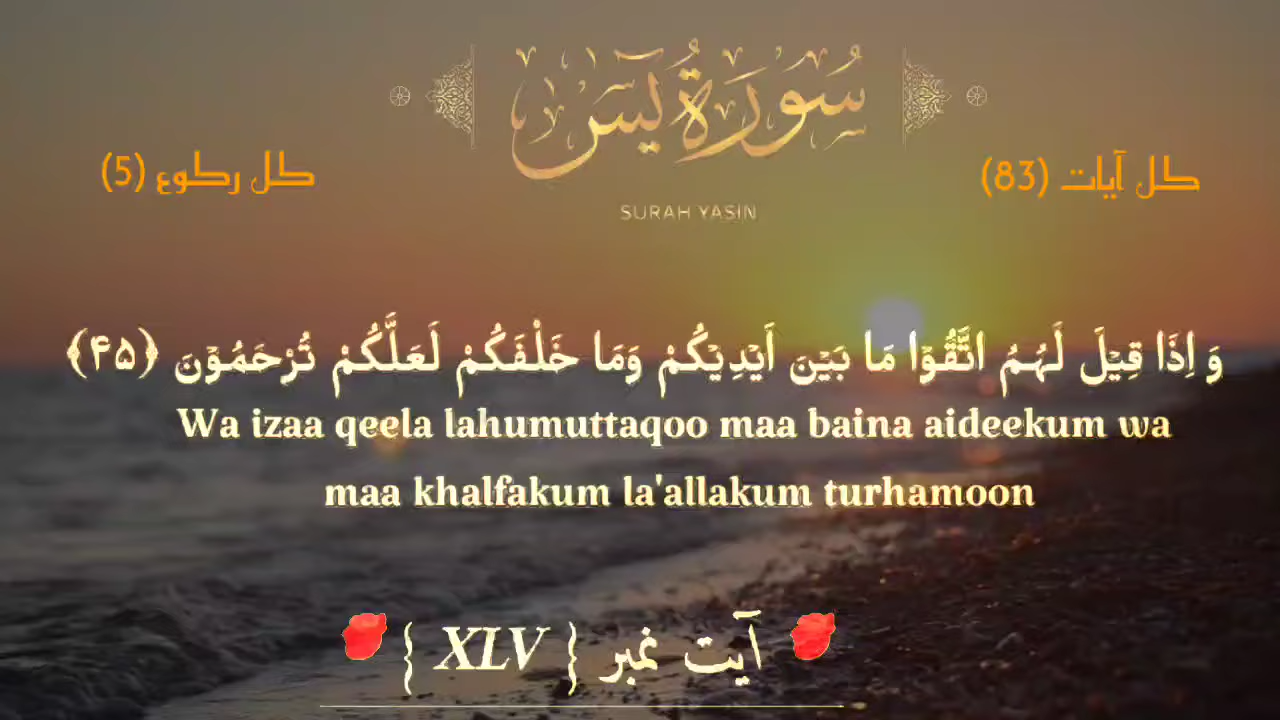 سُورَةُ يٰسٓ
کل آیات (83)
کل رکوع (5)
SURAH YASIN
وَ اِذَا قِیْلَ لَهُمُ اتَّقُوْا مَا بَیْنَ اَیْدِیْكُمْ وَمَا خَلْفَكُمْ لَعَلَّكُمْ تُرْحَمُوْنَ ﴿۴۵﴾
Wa izaa qeela lahumuttaqoo maa baina aideekum wa
maa khalfakum la'allakum turhamoon
آیت نمبر { XLV }